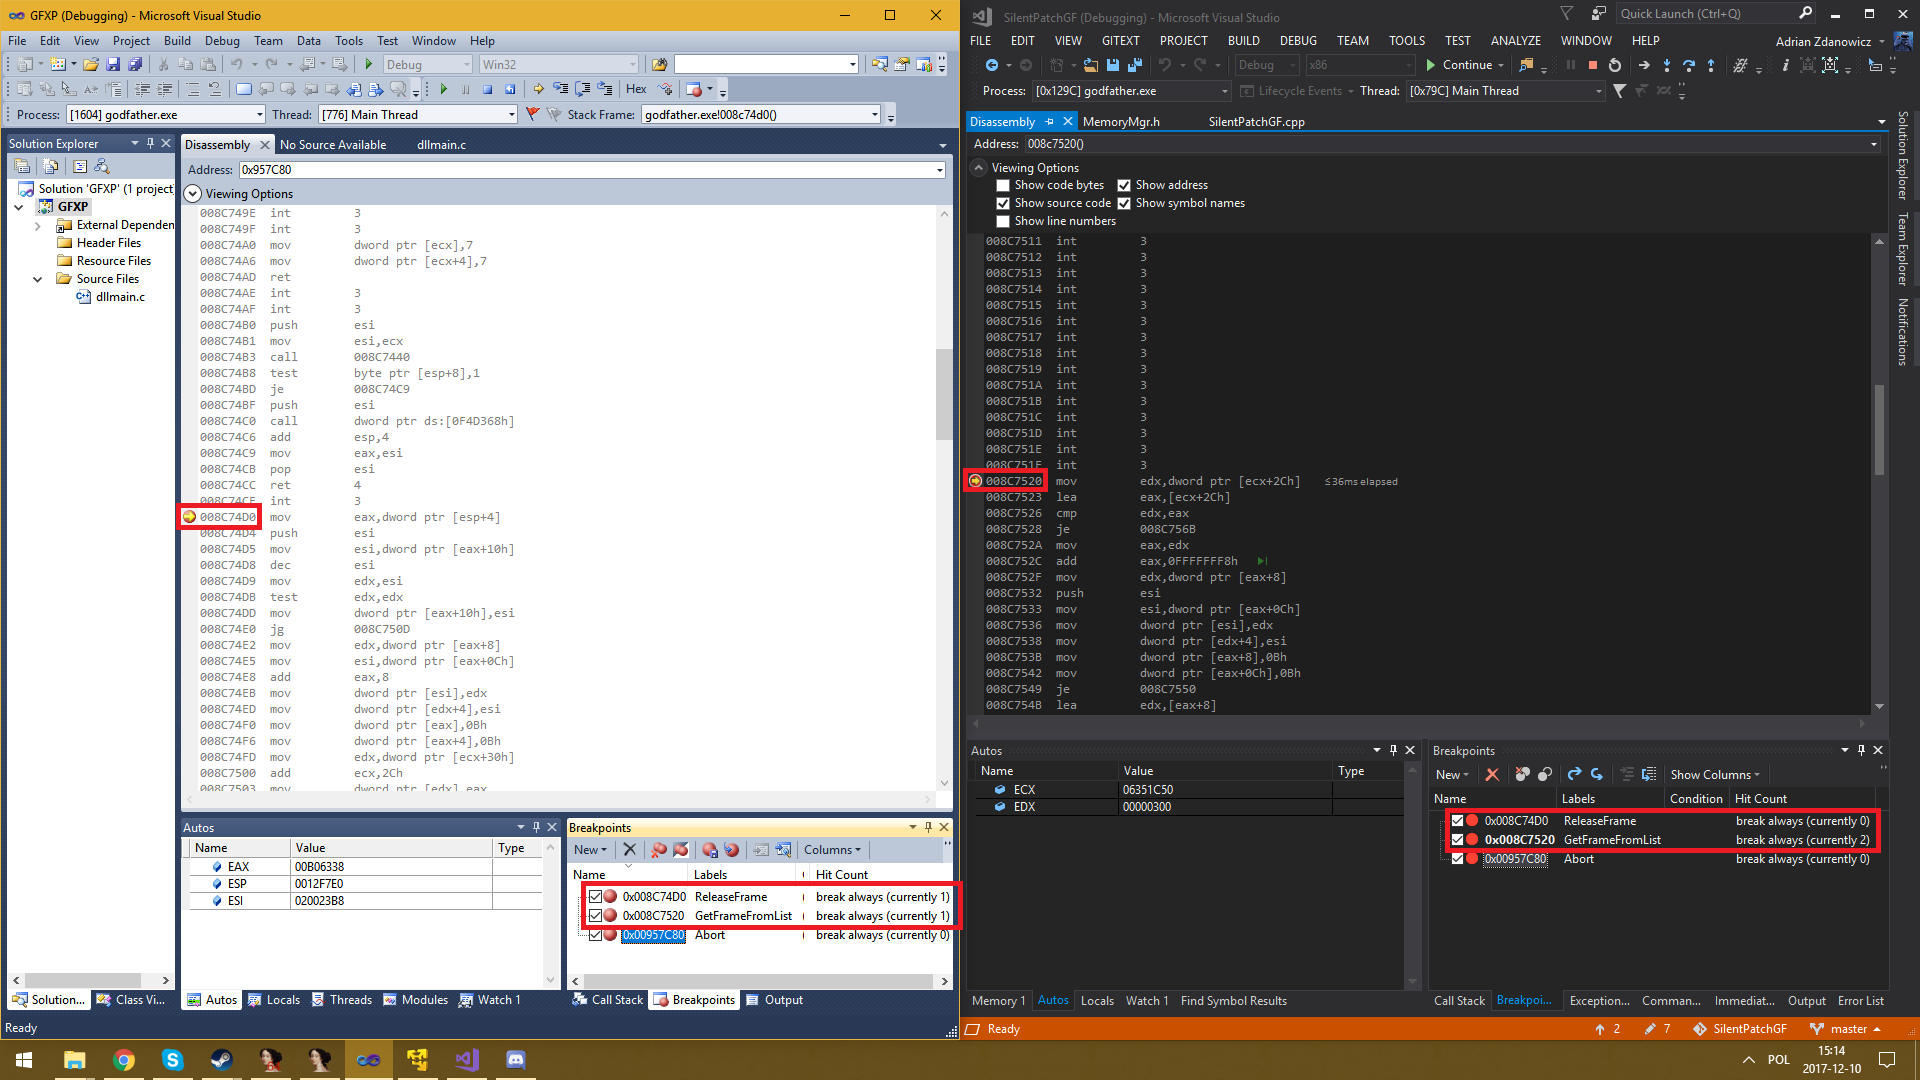 GFXP (Debugging) - Microsoft Visual Studio
File Edit View Project Build Debug Team Data Tools Test Window Help
Debug Win32
Hex
Process: [1604] godfather.exe Thread: [776] Main Thread Stack Frame: godfather.exe!008c74d0()
Solution Explorer
Solution 'GFXP' (1 project)
GFXP
External Dependen
Header Files
Resource Files
Source Files
dllmain.c
Solution... Class Vi...
Disassembly No Source Available dllmain.c
Address: 0x957C80
Viewing Options
008C749E int 3
008C749F int 3
008C74A0 mov dword ptr [ecx],7
008C74A6 mov dword ptr [ecx+4],7
008C74AD ret
008C74AE int 3
008C74AF int 3
008C74B0 push esi
008C74B1 mov esi,ecx
008C74B3 call 008C7440
008C74B8 test byte ptr [esp+8],1
008C74BD je 008C74C9
008C74BF push esi
008C74C0 call dword ptr ds:[0F4D368h]
008C74C6 add esp,4
008C74C9 mov eax,esi
008C74CB pop esi
008C74CC ret 4
008C74CF int 3
008C74D0 mov eax,dword ptr [esp+4]
008C74D4 push esi
008C74D5 mov esi,dword ptr [eax+10h]
008C74D8 dec esi
008C74D9 mov edx,esi
008C74DB test edx,edx
008C74DD mov dword ptr [eax+10h],esi
008C74E0 jg 008C750D
008C74E2 mov edx,dword ptr [eax+8]
008C74E5 mov esi,dword ptr [eax+0Ch]
008C74E8 add eax,8
008C74EB mov dword ptr [esi],edx
008C74ED mov dword ptr [edx+4],esi
008C74F0 mov dword ptr [eax],0Bh
008C74F6 mov dword ptr [eax+4],0Bh
008C74FD mov edx,dword ptr [ecx+30h]
008C7500 add ecx,2Ch
008C7503 mov dword ptr [edx],eax
Autos
Name Value Type
EAX 00B06338
ESP 0012F7E0
ESI 020023B8
Autos Locals Threads Modules Watch 1
Breakpoints
New Columns
Name Labels ( Hit Count
0x008C74D0 ReleaseFrame ( break always (currently 1)
0x008C7520 GetFrameFromList ( break always (currently 1)
0x00957C80 Abort ( break always (currently 0)
Call Stack Breakpoints Output
Ready
SilentPatchGF (Debugging) - Microsoft Visual Studio
Quick Launch (Ctrl+Q)
FILE EDIT VIEW GITEXT PROJECT BUILD DEBUG TEAM TOOLS TEST ANALYZE WINDOW HELP
Adrian Zdanowicz
Debug x86 Continue
Process: [0x129C] godfather.exe Lifecycle Events Thread: [0x79C] Main Thread
Disassembly MemoryMgr.h SilentPatchGF.cpp
Address: 008c7520()
Viewing Options
Show code bytes Show address
Show source code Show symbol names
Show line numbers
008C7511 int 3
008C7512 int 3
008C7513 int 3
008C7514 int 3
008C7515 int 3
008C7516 int 3
008C7517 int 3
008C7518 int 3
008C7519 int 3
008C751A int 3
008C751B int 3
008C751C int 3
008C751D int 3
008C751E int 3
008C751F int 3
008C7520 mov edx,dword ptr [ecx+2Ch] ≤36ms elapsed
008C7523 lea eax,[ecx+2Ch]
008C7526 cmp edx,eax
008C7528 je 008C756B
008C752A mov eax,edx
008C752C add eax,0FFFFFFF8h
008C752F mov edx,dword ptr [eax+8]
008C7532 push esi
008C7533 mov esi,dword ptr [eax+0Ch]
008C7536 mov dword ptr [esi],edx
008C7538 mov dword ptr [edx+4],esi
008C753B mov dword ptr [eax+8],0Bh
008C7542 mov dword ptr [eax+0Ch],0Bh
008C7549 je 008C7550
008C754B lea edx,[eax+8]
Solution Explorer
Team Explorer
Notifications
Autos
Name Value Type
ECX 06351C50
EDX 00000300
Memory 1 Autos Locals Watch 1 Find Symbol Results
Breakpoints
New Show Columns
Name Labels Condition Hit Count
0x008C74D0 ReleaseFrame break always (currently 0)
0x008C7520 GetFrameFromList break always (currently 2)
0x00957C80 Abort break always (currently 0)
Call Stack Breakpoi... Exception... Comman... Immediat... Output Error List
Ready 2 7 SilentPatchGF master
POL
15:14
2017-12-10